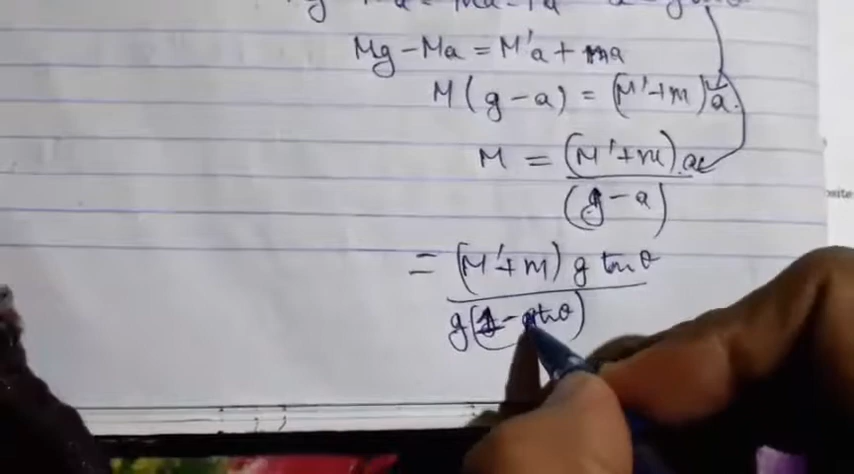 Mg - Ma = M'a + ma
M(g - a) = (M' + m) a.
M = (M' + m). a
(g - a)
= (M' + m) g tan θ
g(1 - tan θ)